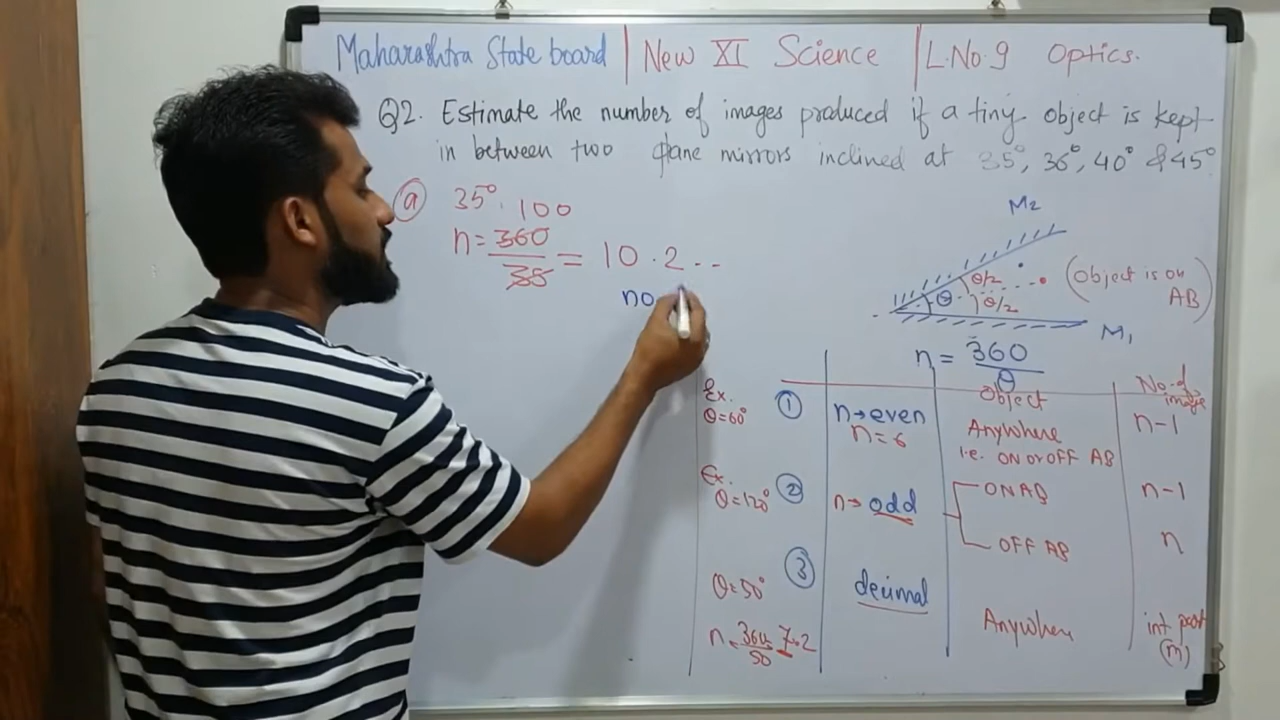 Maharashtra State board | New XI Science | L.No.9 Optics.
Q2. Estimate the number of images produced if a tiny object is kept
in between two plane mirrors inclined at 35°, 36°, 40° & 45°
a 35°. 100
n = 360 = 10.2 --
35
no
M2
θ/2
θ θ/2
(Object is on
AB)
M1
n = 360
θ
Object
No. of
image
Ex.
θ=60°
1
n→even
n=6
Anywhere
i.e. ON or OFF AB
n-1
Ex.
θ=120°
2
n→odd
ON AB
n-1
OFF AB
n
θ=50°
n = 360 7.2
50
3
decimal
Anywhere
int part
(m)